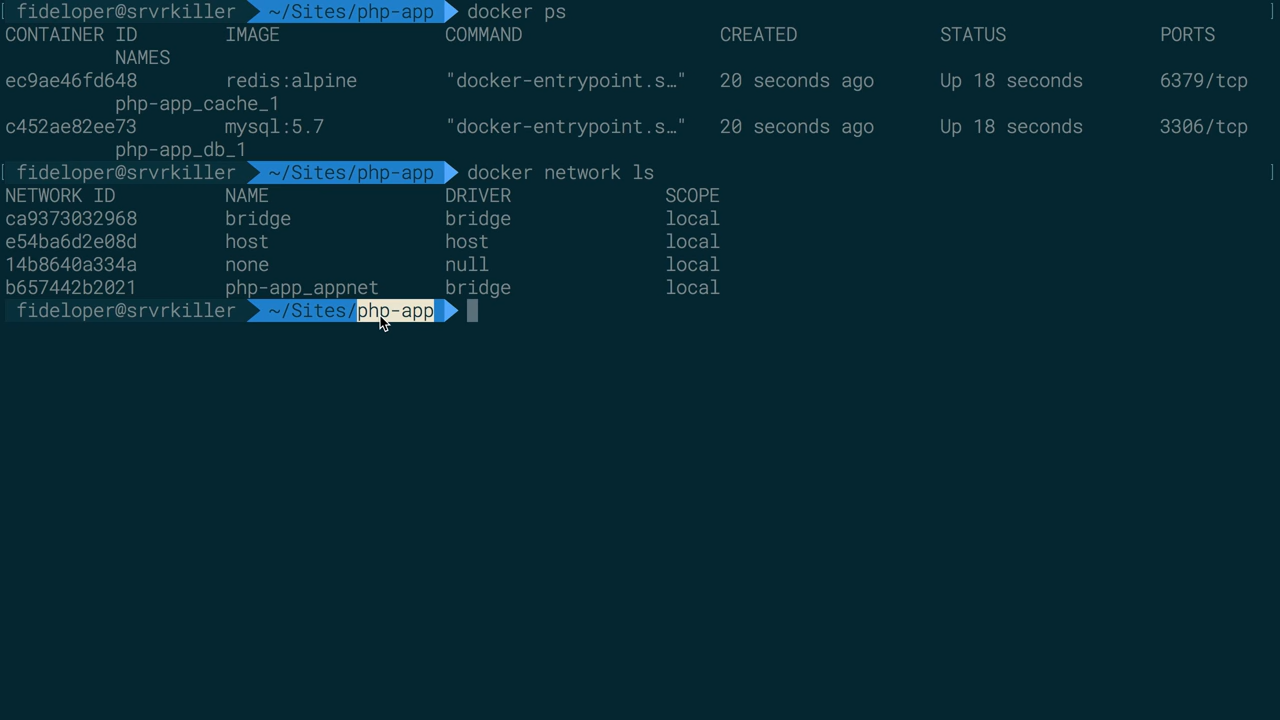 [ fideloper@srvrkiller ~/Sites/php-app docker ps ]
CONTAINER ID IMAGE COMMAND CREATED STATUS PORTS
NAMES
ec9ae46fd648 redis:alpine "docker-entrypoint.s…" 20 seconds ago Up 18 seconds 6379/tcp
php-app_cache_1
c452ae82ee73 mysql:5.7 "docker-entrypoint.s…" 20 seconds ago Up 18 seconds 3306/tcp
php-app_db_1
[ fideloper@srvrkiller ~/Sites/php-app docker network ls ]
NETWORK ID NAME DRIVER SCOPE
ca9373032968 bridge bridge local
e54ba6d2e08d host host local
14b8640a334a none null local
b657442b2021 php-app_appnet bridge local
fideloper@srvrkiller ~/Sites/php-app